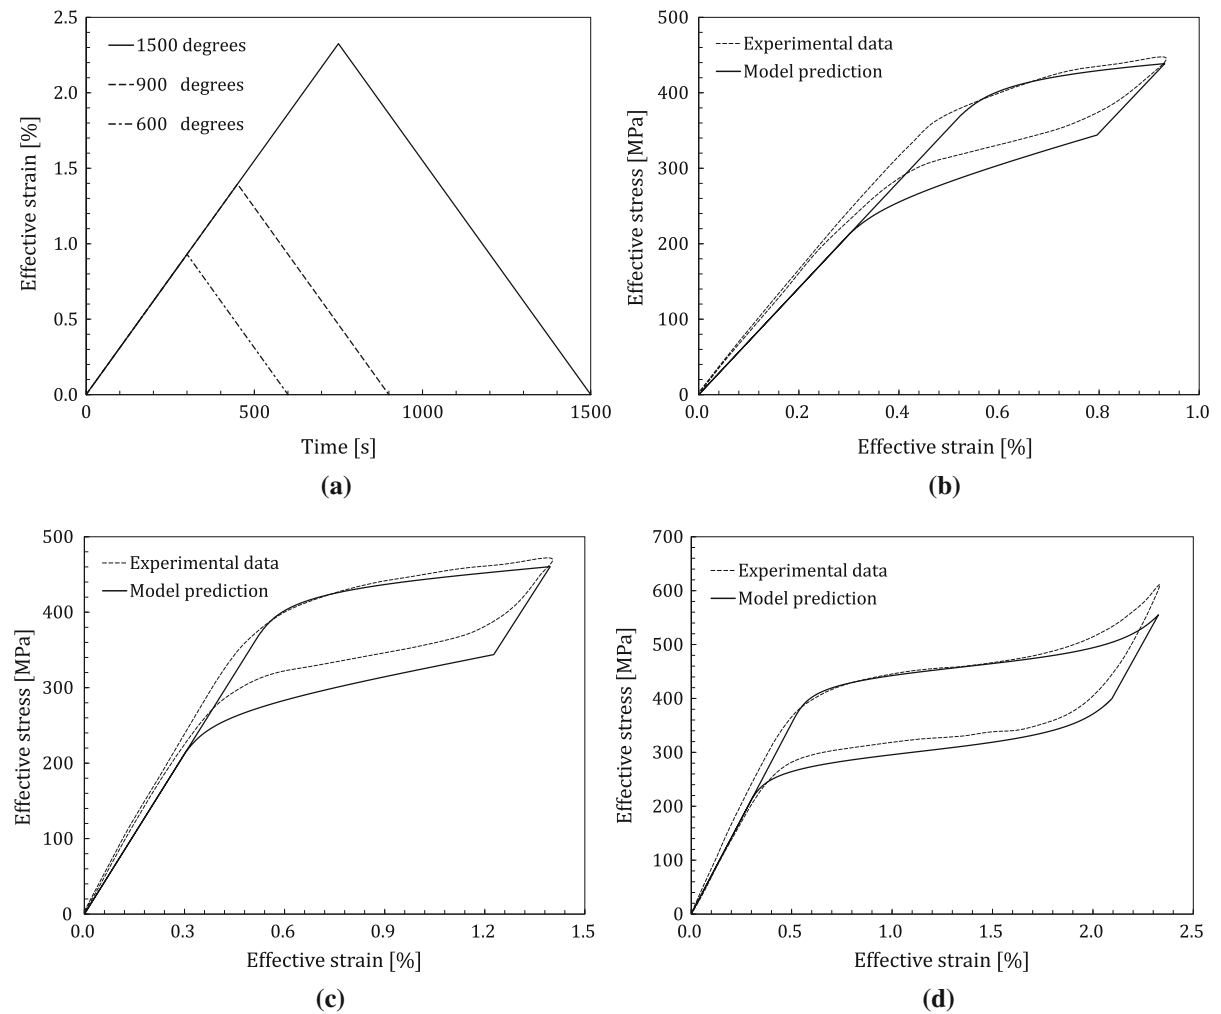 2.5
2.0
1.5
1.0
0.5
0.0
Effective strain [%]
1500 degrees
900 degrees
600 degrees
0
500
1000
1500
Time [s]
(a)
500
400
300
200
100
0
Effective stress [MPa]
Experimental data
Model prediction
0.0
0.2
0.4
0.6
0.8
1.0
Effective strain [%]
(b)
500
400
300
200
100
0
Effective stress [MPa]
Experimental data
Model prediction
0.0
0.3
0.6
0.9
1.2
1.5
Effective strain [%]
(c)
700
600
500
400
300
200
100
0
Effective stress [MPa]
Experimental data
Model prediction
0.0
0.5
1.0
1.5
2.0
2.5
Effective strain [%]
(d)